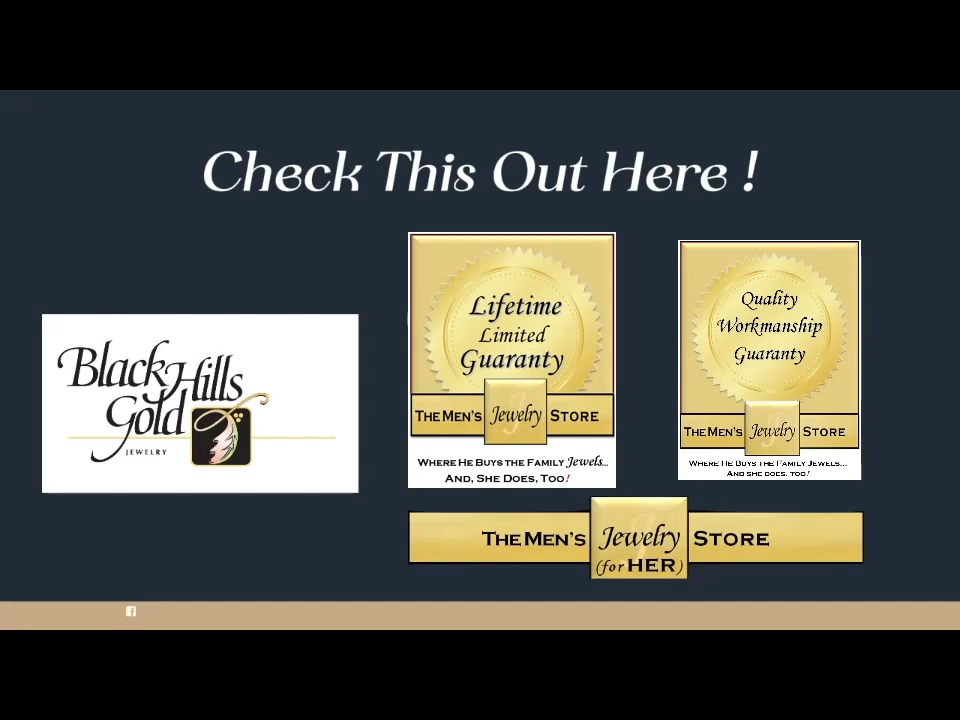 Check This Out Here !
Black Hills
Gold
JEWELRY
Lifetime
Limited
Guaranty
THE MEN'S Jewelry STORE
WHERE HE BUYS THE FAMILY Jewels...
AND, SHE DOES, TOO!
Quality
Workmanship
Guaranty
THE MEN'S Jewelry STORE
WHERE HE BUYS THE FAMILY JEWELS...
AND SHE DOES, TOO!
THE MEN'S Jewelry STORE
(for HER)